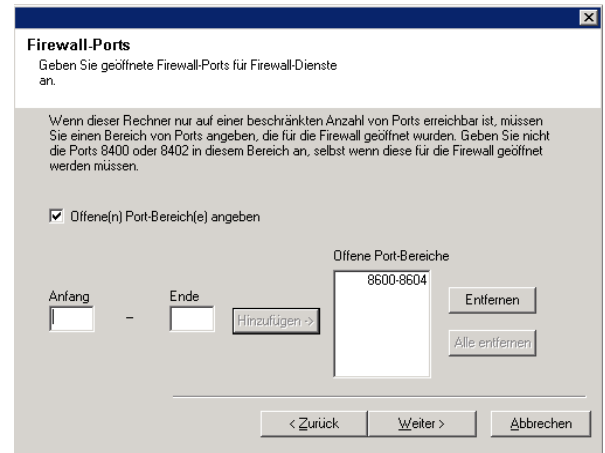 Firewall-Ports
Geben Sie geöffnete Firewall-Ports für Firewall-Dienste
an.
Wenn dieser Rechner nur auf einer beschränkten Anzahl von Ports erreichbar ist, müssen
Sie einen Bereich von Ports angeben, die für die Firewall geöffnet wurden. Geben Sie nicht
die Ports 8400 oder 8402 in diesem Bereich an, selbst wenn diese für die Firewall geöffnet
werden müssen.
Offene(n) Port-Bereich(e) angeben
Offene Port-Bereiche
8600-8604
Anfang
–
Ende
Hinzufügen ->
Entfernen
Alle entfernen
< Zurück
Weiter >
Abbrechen